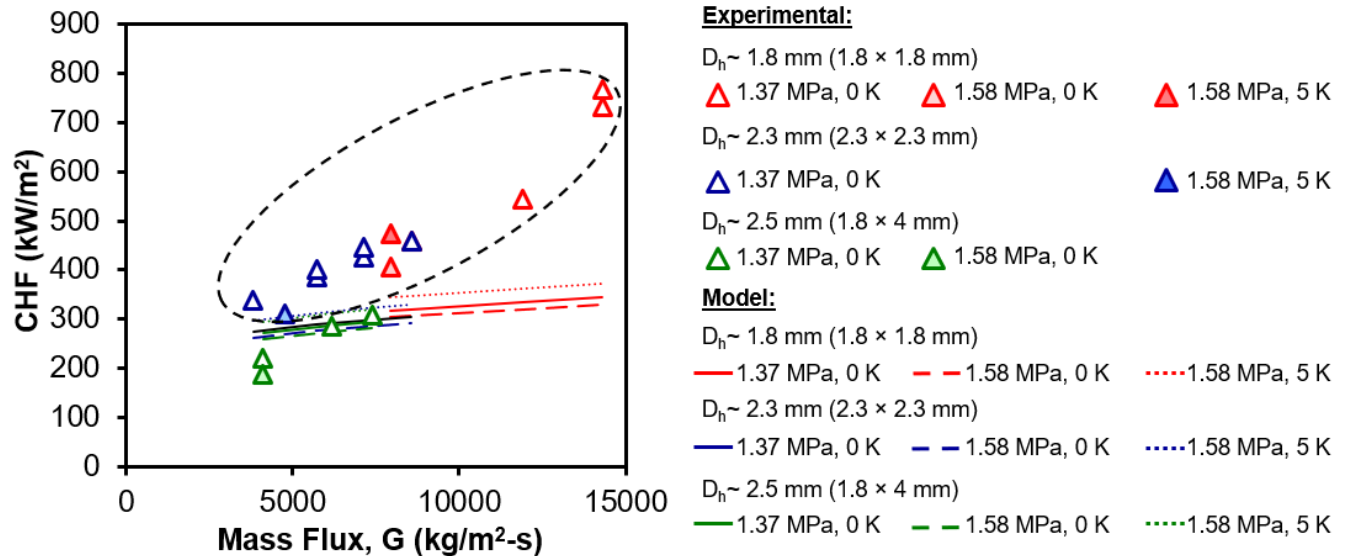 900
800
700
600
500
400
300
200
100
0
CHF (kW/m²)
0 5000 10000 15000
Mass Flux, G (kg/m²-s)
Experimental:
Dₕ~ 1.8 mm (1.8 × 1.8 mm)
1.37 MPa, 0 K 1.58 MPa, 0 K 1.58 MPa, 5 K
Dₕ~ 2.3 mm (2.3 × 2.3 mm)
1.37 MPa, 0 K 1.58 MPa, 5 K
Dₕ~ 2.5 mm (1.8 × 4 mm)
1.37 MPa, 0 K 1.58 MPa, 0 K
Model:
Dₕ~ 1.8 mm (1.8 × 1.8 mm)
1.37 MPa, 0 K 1.58 MPa, 0 K 1.58 MPa, 5 K
Dₕ~ 2.3 mm (2.3 × 2.3 mm)
1.37 MPa, 0 K 1.58 MPa, 0 K 1.58 MPa, 5 K
Dₕ~ 2.5 mm (1.8 × 4 mm)
1.37 MPa, 0 K 1.58 MPa, 0 K 1.58 MPa, 5 K